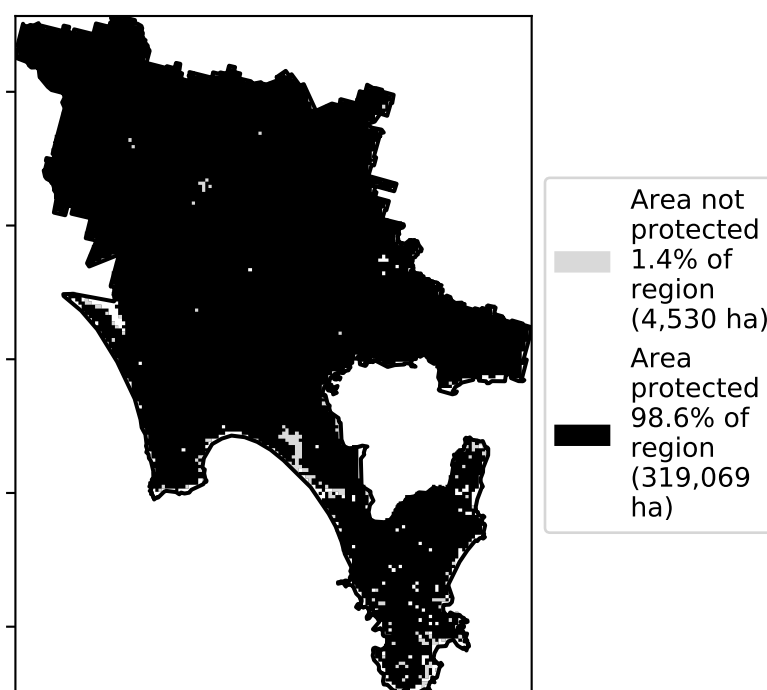 Area not
protected
1.4% of
region
(4,530 ha)
Area
protected
98.6% of
region
(319,069
ha)